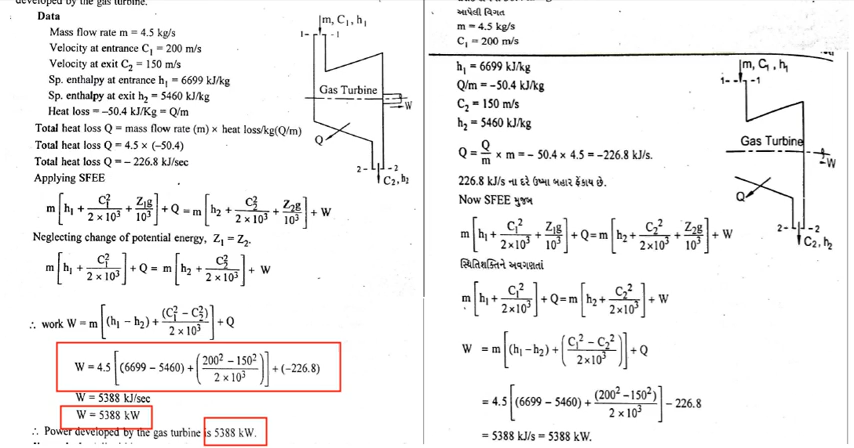 developed by the gas turbine.
Data
Mass flow rate m = 4.5 kg/s
Velocity at entrance C₁ = 200 m/s
Velocity at exit C₂ = 150 m/s
Sp. enthalpy at entrance h₁ = 6699 kJ/kg
Sp. enthalpy at exit h₂ = 5460 kJ/kg
Heat loss = –50.4 kJ/Kg = Q/m
Total heat loss Q = mass flow rate (m) × heat loss/kg(Q/m)
Total heat loss Q = 4.5 × (–50.4)
Total heat loss Q = – 226.8 kJ/sec
Applying SFEE
m[h₁ + C₁²/(2 × 10³) + Z₁g/10³] + Q = m[h₂ + C₂²/(2 × 10³) + Z₂g/10³] + W
Neglecting change of potential energy, Z₁ = Z₂.
m[h₁ + C₁²/(2 × 10³)] + Q = m[h₂ + C₂²/(2 × 10³)] + W
∴ work W = m[(h₁ – h₂) + (C₁² – C₂²)/(2 × 10³)] + Q
W = 4.5[(6699 – 5460) + ((200² – 150²)/(2 × 10³))] + (–226.8)
W = 5388 kJ/sec
W = 5388 kW
∴ Power developed by the gas turbine is 5388 kW.
m, C₁, h₁
1 – – 1
Gas Turbine
W
Q
2 – – 2
C₂, h₂
આપેલી વિગત
m = 4.5 kg/s
C₁ = 200 m/s
h₁ = 6699 kJ/kg
Q/m = –50.4 kJ/kg
C₂ = 150 m/s
h₂ = 5460 kJ/kg
Q = Q/m × m = – 50.4 × 4.5 = –226.8 kJ/s.
226.8 kJ/s ના દરે ઉષ્મા બહાર ફેંકાય છે.
Now SFEE મુજબ
m[h₁ + C₁²/(2×10³) + Z₁g/10³] + Q = m[h₂ + C₂²/(2×10³) + Z₂g/10³] + W
સ્થિતિશક્તિને અવગણતાં
m[h₁ + C₁²/(2×10³)] + Q = m[h₂ + C₂²/(2×10³)] + W
W = m[(h₁ – h₂) + ((C₁² – C₂²)/(2×10³))] + Q
= 4.5[(6699 – 5460) + (200² – 150²)/(2 × 10³)] – 226.8
= 5388 kJ/s = 5388 kW.
m, C₁, h₁
1 – – 1
Gas Turbine
W
Q
2 – – 2
C₂, h₂